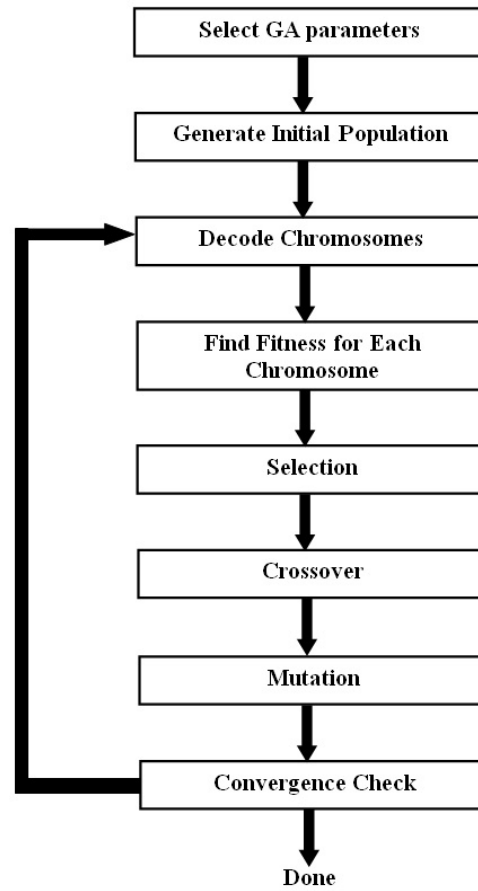 Select GA parameters
Generate Initial Population
Decode Chromosomes
Find Fitness for Each
Chromosome
Selection
Crossover
Mutation
Convergence Check
Done